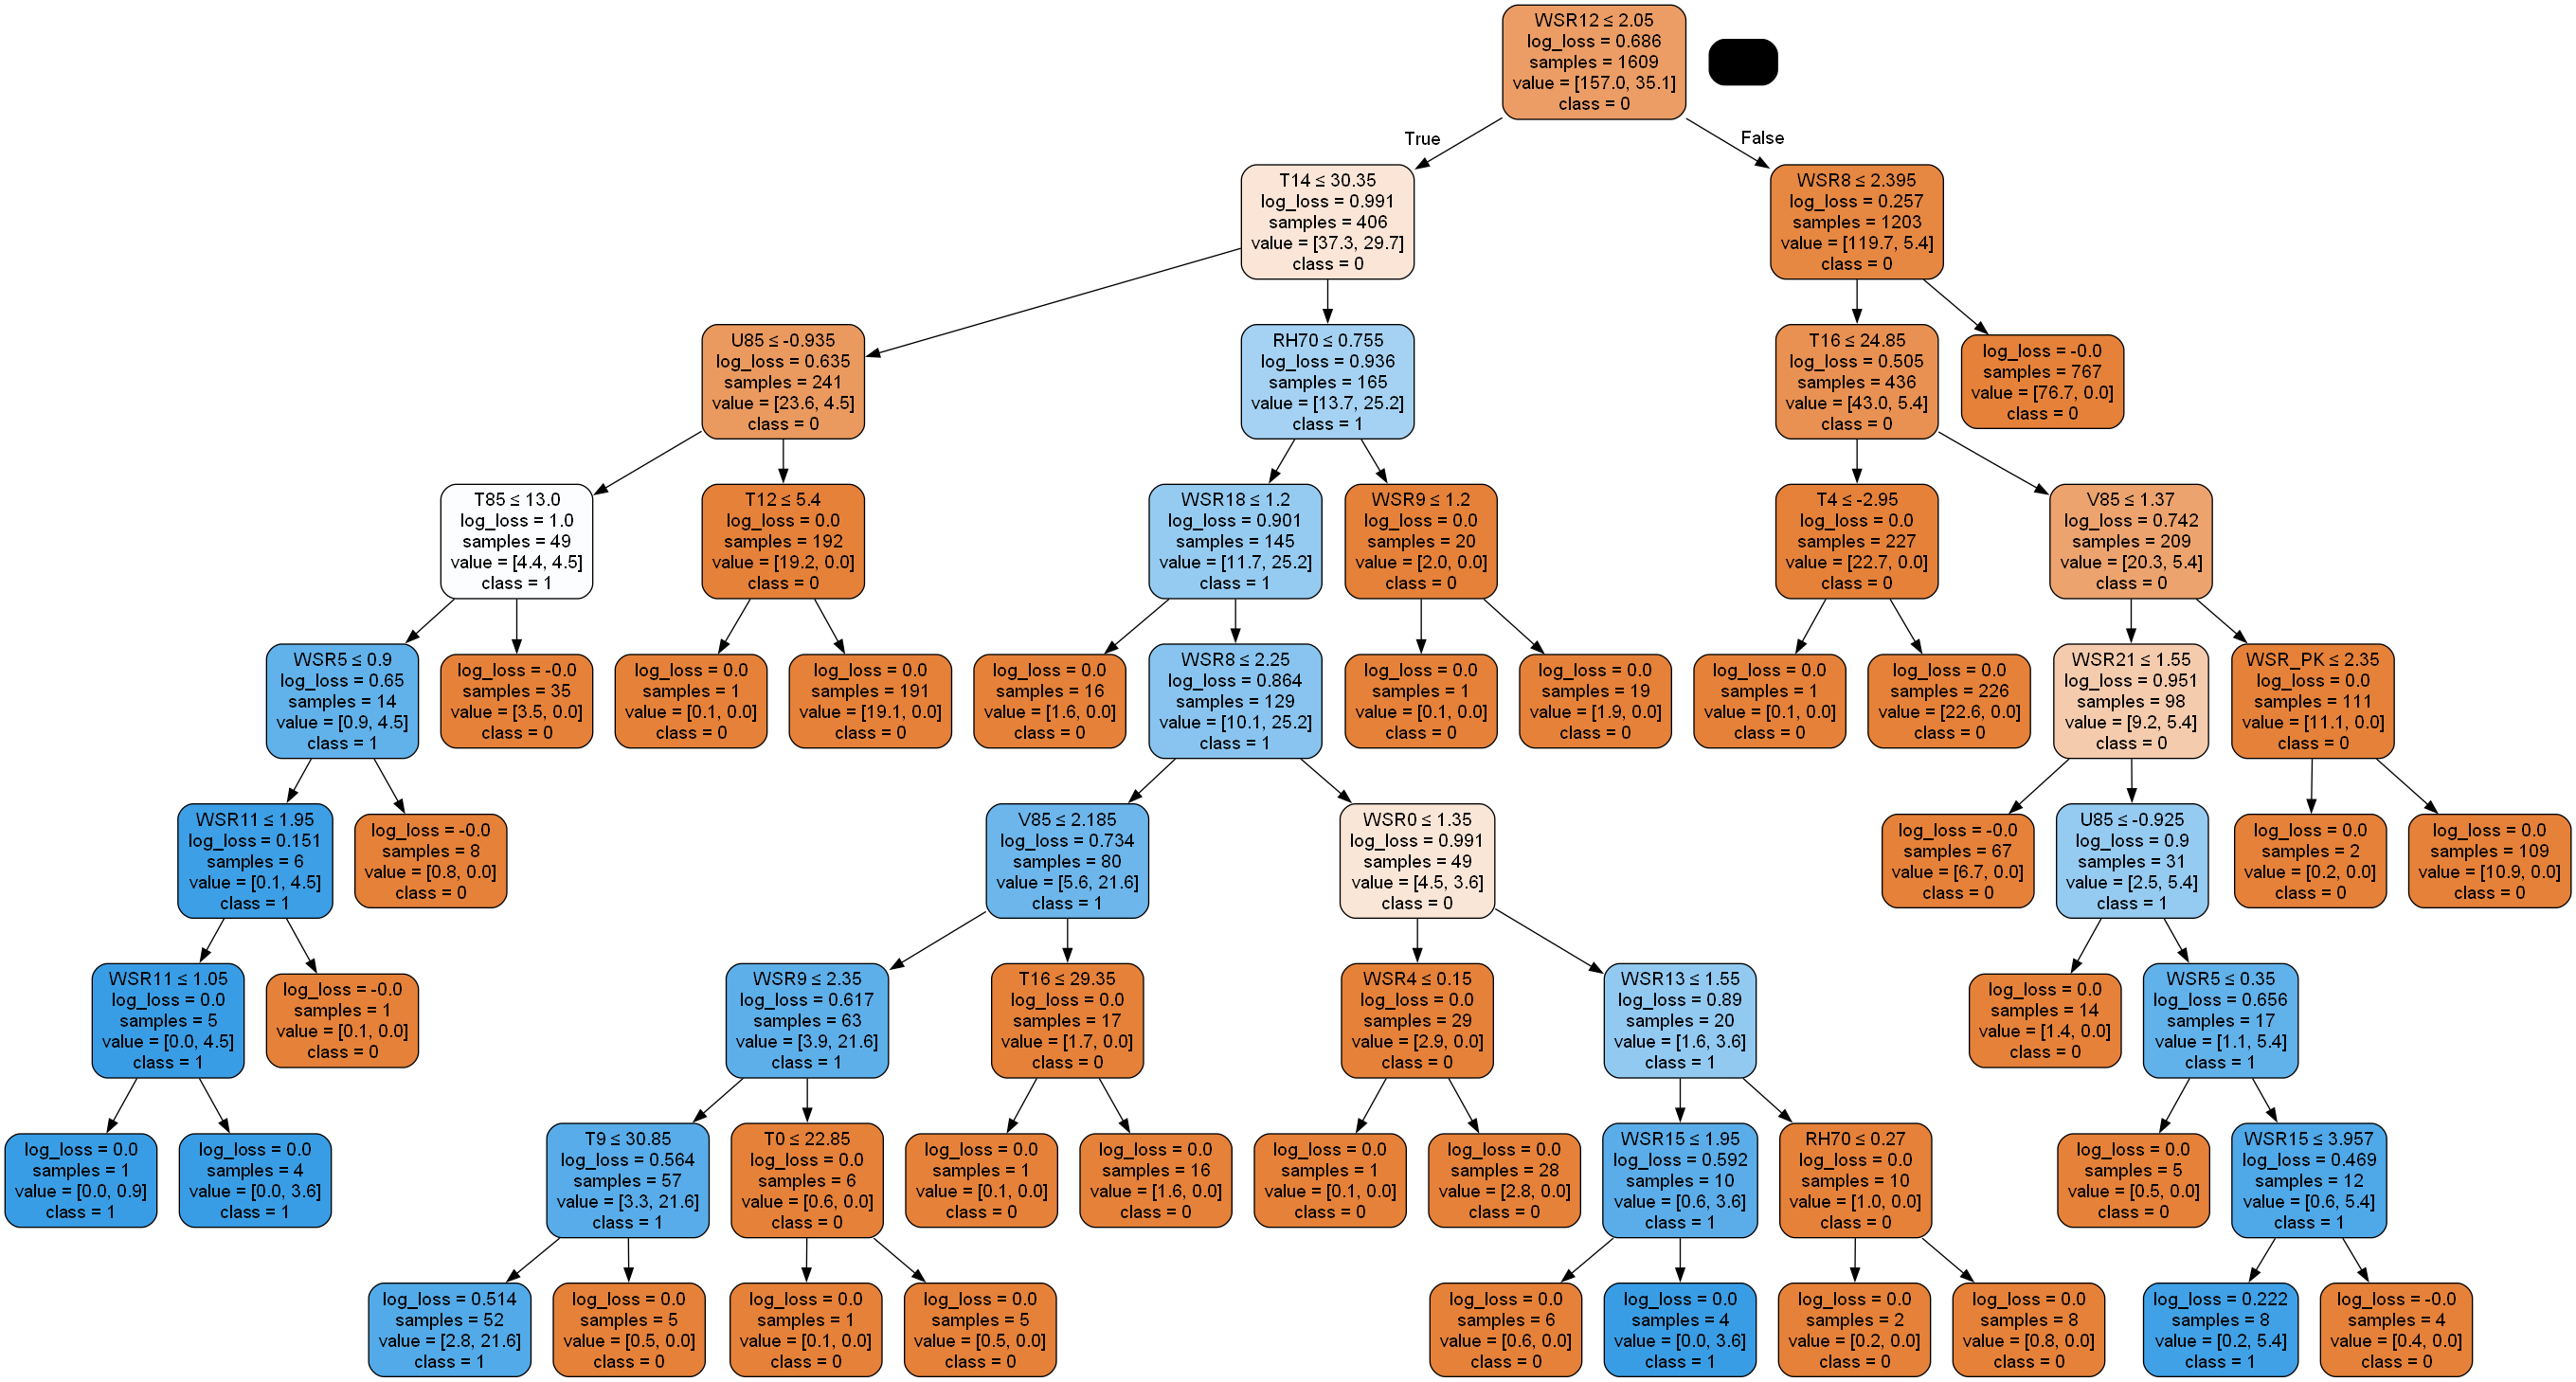 WSR12 ≤ 2.05
log_loss = 0.686
samples = 1609
value = [157.0, 35.1]
class = 0
True
False
T14 ≤ 30.35
log_loss = 0.991
samples = 406
value = [37.3, 29.7]
class = 0
WSR8 ≤ 2.395
log_loss = 0.257
samples = 1203
value = [119.7, 5.4]
class = 0
U85 ≤ -0.935
log_loss = 0.635
samples = 241
value = [23.6, 4.5]
class = 0
RH70 ≤ 0.755
log_loss = 0.936
samples = 165
value = [13.7, 25.2]
class = 1
T16 ≤ 24.85
log_loss = 0.505
samples = 436
value = [43.0, 5.4]
class = 0
log_loss = -0.0
samples = 767
value = [76.7, 0.0]
class = 0
T85 ≤ 13.0
log_loss = 1.0
samples = 49
value = [4.4, 4.5]
class = 1
T12 ≤ 5.4
log_loss = 0.0
samples = 192
value = [19.2, 0.0]
class = 0
WSR18 ≤ 1.2
log_loss = 0.901
samples = 145
value = [11.7, 25.2]
class = 1
WSR9 ≤ 1.2
log_loss = 0.0
samples = 20
value = [2.0, 0.0]
class = 0
T4 ≤ -2.95
log_loss = 0.0
samples = 227
value = [22.7, 0.0]
class = 0
V85 ≤ 1.37
log_loss = 0.742
samples = 209
value = [20.3, 5.4]
class = 0
WSR5 ≤ 0.9
log_loss = 0.65
samples = 14
value = [0.9, 4.5]
class = 1
log_loss = -0.0
samples = 35
value = [3.5, 0.0]
class = 0
log_loss = 0.0
samples = 1
value = [0.1, 0.0]
class = 0
log_loss = 0.0
samples = 191
value = [19.1, 0.0]
class = 0
log_loss = 0.0
samples = 16
value = [1.6, 0.0]
class = 0
WSR8 ≤ 2.25
log_loss = 0.864
samples = 129
value = [10.1, 25.2]
class = 1
log_loss = 0.0
samples = 1
value = [0.1, 0.0]
class = 0
log_loss = 0.0
samples = 19
value = [1.9, 0.0]
class = 0
log_loss = 0.0
samples = 1
value = [0.1, 0.0]
class = 0
log_loss = 0.0
samples = 226
value = [22.6, 0.0]
class = 0
WSR21 ≤ 1.55
log_loss = 0.951
samples = 98
value = [9.2, 5.4]
class = 0
WSR_PK ≤ 2.35
log_loss = 0.0
samples = 111
value = [11.1, 0.0]
class = 0
WSR11 ≤ 1.95
log_loss = 0.151
samples = 6
value = [0.1, 4.5]
class = 1
log_loss = -0.0
samples = 8
value = [0.8, 0.0]
class = 0
V85 ≤ 2.185
log_loss = 0.734
samples = 80
value = [5.6, 21.6]
class = 1
WSR0 ≤ 1.35
log_loss = 0.991
samples = 49
value = [4.5, 3.6]
class = 0
log_loss = -0.0
samples = 67
value = [6.7, 0.0]
class = 0
U85 ≤ -0.925
log_loss = 0.9
samples = 31
value = [2.5, 5.4]
class = 1
log_loss = 0.0
samples = 2
value = [0.2, 0.0]
class = 0
log_loss = 0.0
samples = 109
value = [10.9, 0.0]
class = 0
WSR11 ≤ 1.05
log_loss = 0.0
samples = 5
value = [0.0, 4.5]
class = 1
log_loss = -0.0
samples = 1
value = [0.1, 0.0]
class = 0
WSR9 ≤ 2.35
log_loss = 0.617
samples = 63
value = [3.9, 21.6]
class = 1
T16 ≤ 29.35
log_loss = 0.0
samples = 17
value = [1.7, 0.0]
class = 0
WSR4 ≤ 0.15
log_loss = 0.0
samples = 29
value = [2.9, 0.0]
class = 0
WSR13 ≤ 1.55
log_loss = 0.89
samples = 20
value = [1.6, 3.6]
class = 1
log_loss = 0.0
samples = 14
value = [1.4, 0.0]
class = 0
WSR5 ≤ 0.35
log_loss = 0.656
samples = 17
value = [1.1, 5.4]
class = 1
log_loss = 0.0
samples = 1
value = [0.0, 0.9]
class = 1
log_loss = 0.0
samples = 4
value = [0.0, 3.6]
class = 1
T9 ≤ 30.85
log_loss = 0.564
samples = 57
value = [3.3, 21.6]
class = 1
T0 ≤ 22.85
log_loss = 0.0
samples = 6
value = [0.6, 0.0]
class = 0
log_loss = 0.0
samples = 1
value = [0.1, 0.0]
class = 0
log_loss = 0.0
samples = 16
value = [1.6, 0.0]
class = 0
log_loss = 0.0
samples = 1
value = [0.1, 0.0]
class = 0
log_loss = 0.0
samples = 28
value = [2.8, 0.0]
class = 0
WSR15 ≤ 1.95
log_loss = 0.592
samples = 10
value = [0.6, 3.6]
class = 1
RH70 ≤ 0.27
log_loss = 0.0
samples = 10
value = [1.0, 0.0]
class = 0
log_loss = 0.0
samples = 5
value = [0.5, 0.0]
class = 0
WSR15 ≤ 3.957
log_loss = 0.469
samples = 12
value = [0.6, 5.4]
class = 1
log_loss = 0.514
samples = 52
value = [2.8, 21.6]
class = 1
log_loss = 0.0
samples = 5
value = [0.5, 0.0]
class = 0
log_loss = 0.0
samples = 1
value = [0.1, 0.0]
class = 0
log_loss = 0.0
samples = 5
value = [0.5, 0.0]
class = 0
log_loss = 0.0
samples = 6
value = [0.6, 0.0]
class = 0
log_loss = 0.0
samples = 4
value = [0.0, 3.6]
class = 1
log_loss = 0.0
samples = 2
value = [0.2, 0.0]
class = 0
log_loss = 0.0
samples = 8
value = [0.8, 0.0]
class = 0
log_loss = 0.222
samples = 8
value = [0.2, 5.4]
class = 1
log_loss = -0.0
samples = 4
value = [0.4, 0.0]
class = 0